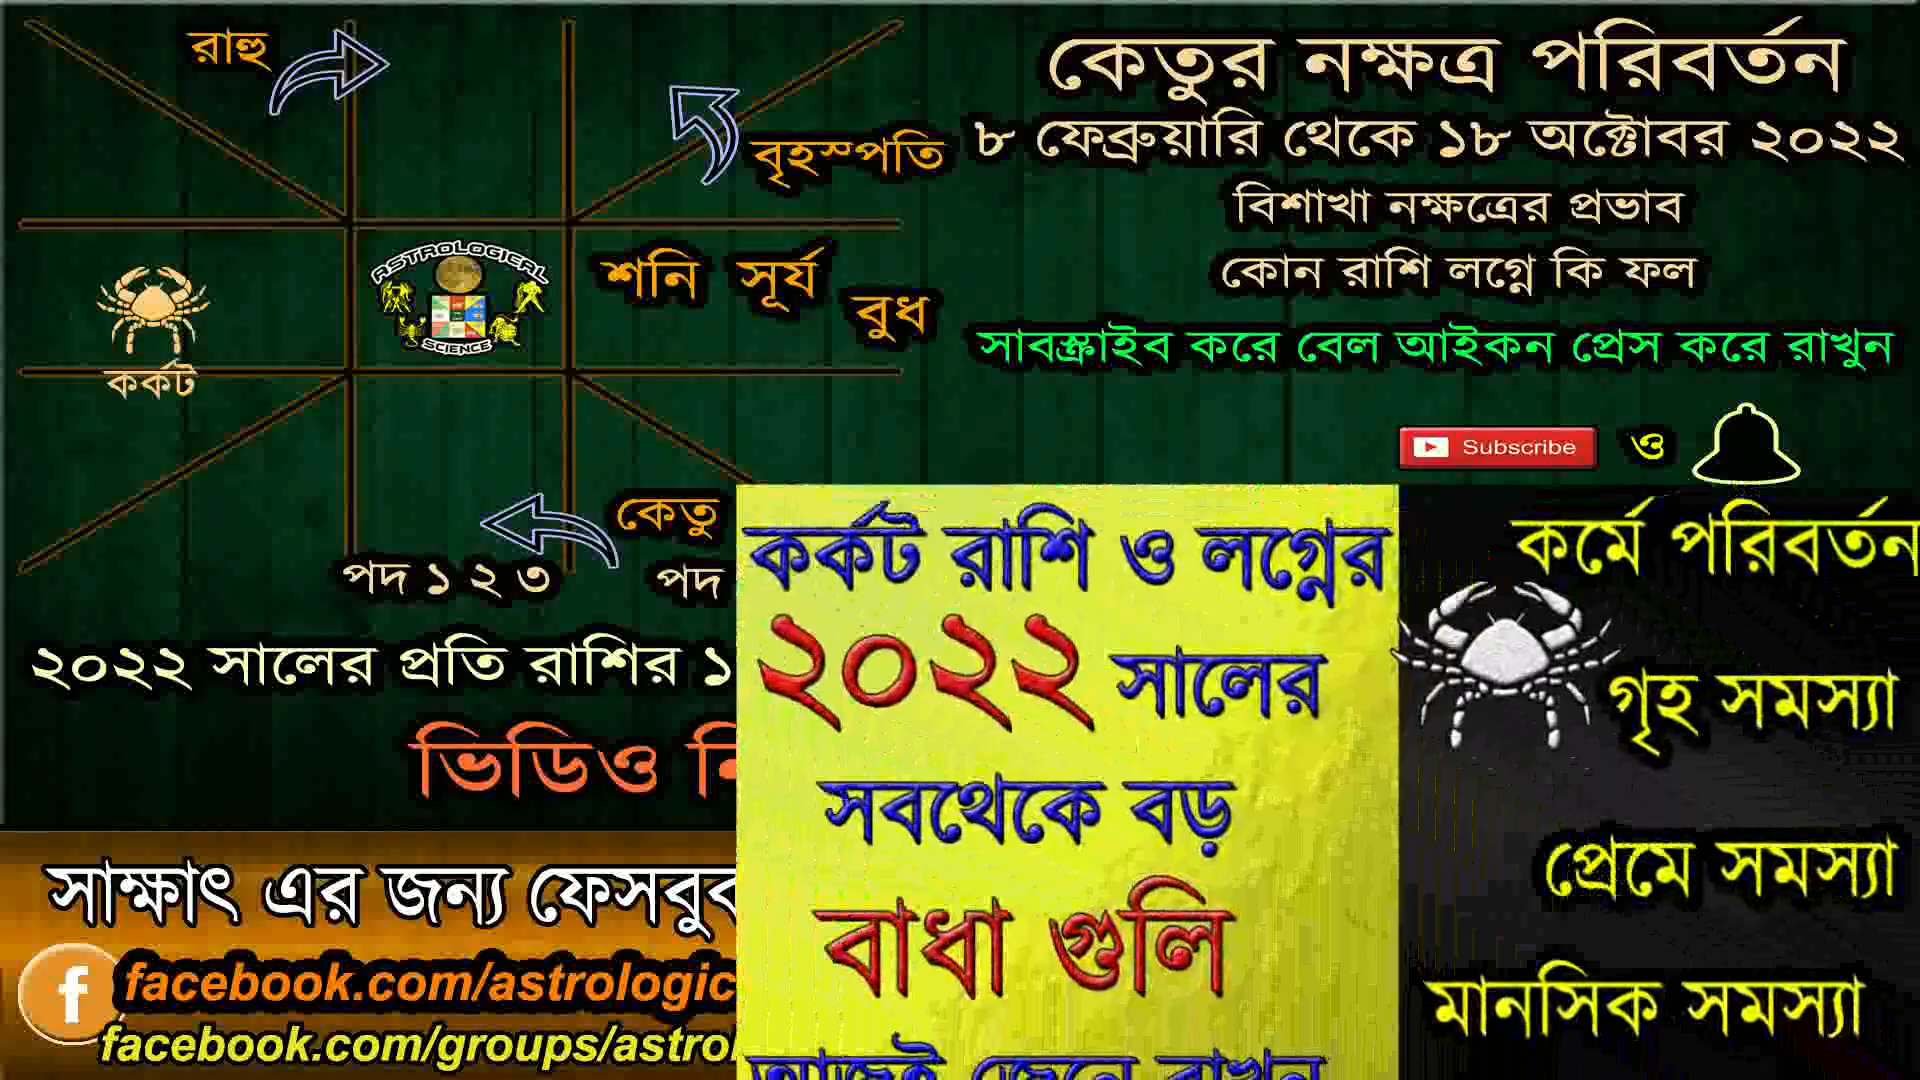 রাহু
বৃহস্পতি
ASTROLOGICAL
SCIENCE
শনি সূর্য
বুধ
কর্কট
কেতু
পদ ১ ২ ৩
পদ
কেতুর নক্ষত্র পরিবর্তন
৮ ফেব্রুয়ারি থেকে ১৮ অক্টোবর ২০২২
বিশাখা নক্ষত্রের প্রভাব
কোন রাশি লগ্নে কি ফল
সাবস্ক্রাইব করে বেল আইকন প্রেস করে রাখুন
Subscribe ও
২০২২ সালের প্রতি রাশির ১
ভিডিও
সাক্ষাৎ এর জন্য
facebook.com/astrologic
facebook.com/groups/astrol
কর্কট রাশি ও লগ্নের
২০২২ সালের
সবথেকে বড়
বাধা গুলি
আজই জেনে রাখুন
কর্মে পরিবর্তন
গৃহ সমস্যা
প্রেমে সমস্যা
মানসিক সমস্যা